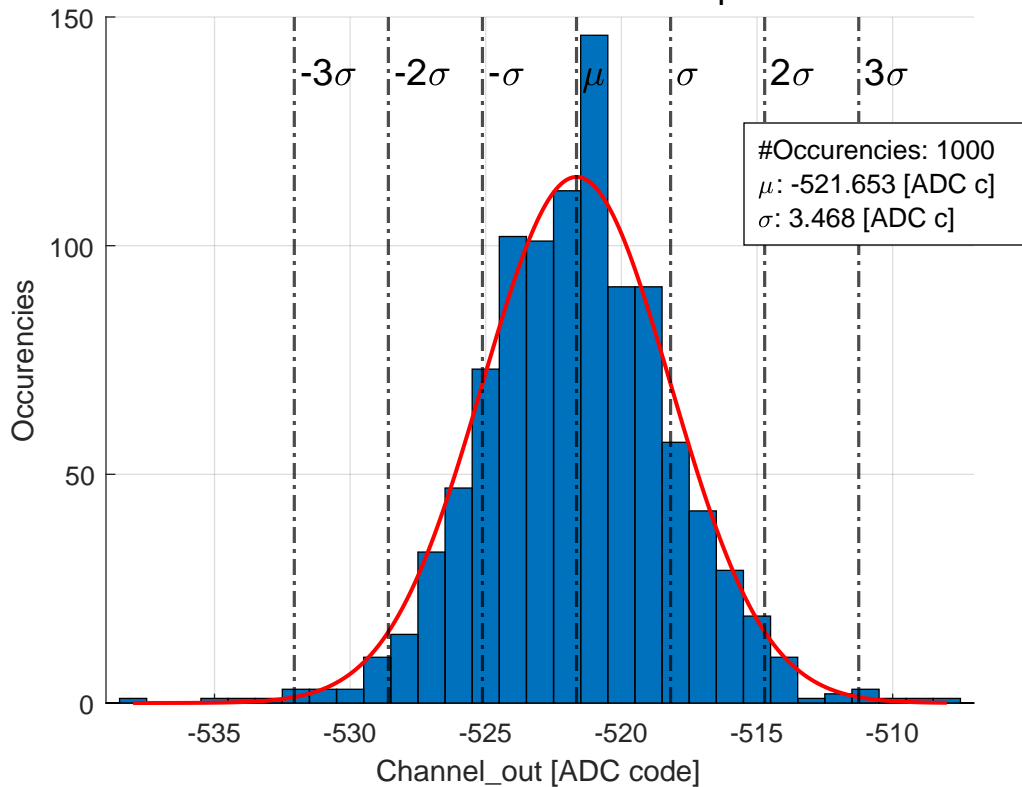 150
100
50
0
-3σ
-2σ
-σ
μ
σ
2σ
3σ
#Occurencies: 1000
μ: -521.653 [ADC c]
σ: 3.468 [ADC c]
Occurencies
-535
-530
-525
-520
-515
-510
Channel_out [ADC code]